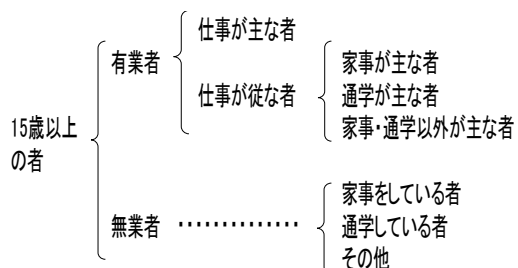 仕事が主な者
有業者
家事が主な者
仕事が従な者
通学が主な者
家事・通学以外が主な者
15歳以上
の者
家事をしている者
無業者 ‥‥‥‥‥‥‥
通学している者
その他